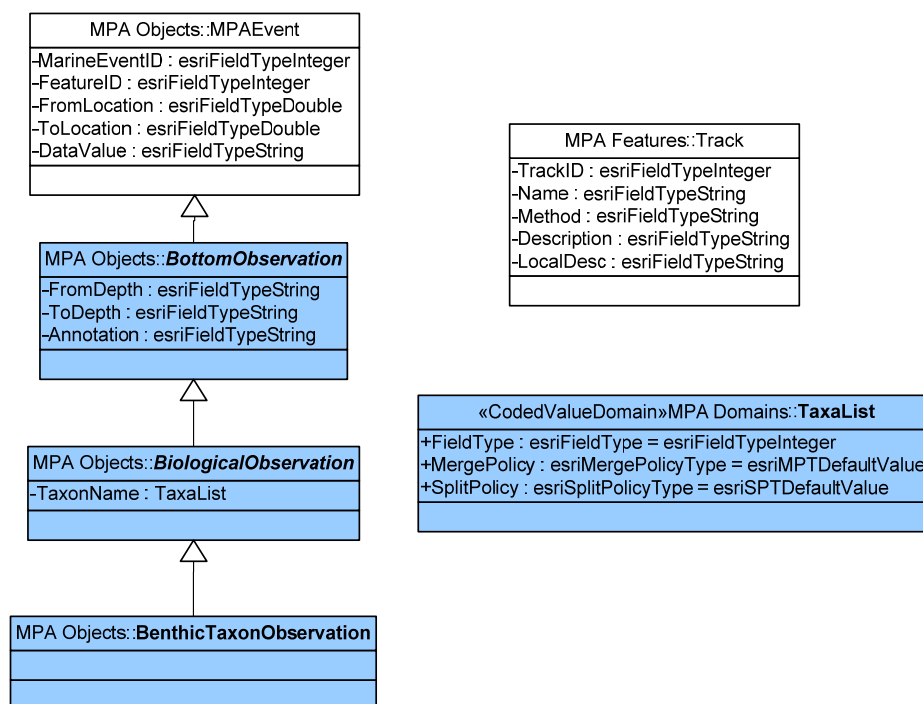 MPA Objects::MPAEvent
-MarineEventID : esriFieldTypeInteger
-FeatureID : esriFieldTypeInteger
-FromLocation : esriFieldTypeDouble
-ToLocation : esriFieldTypeDouble
-DataValue : esriFieldTypeString
MPA Features::Track
-TrackID : esriFieldTypeInteger
-Name : esriFieldTypeString
-Method : esriFieldTypeString
-Description : esriFieldTypeString
-LocalDesc : esriFieldTypeString
MPA Objects::BottomObservation
-FromDepth : esriFieldTypeString
-ToDepth : esriFieldTypeString
-Annotation : esriFieldTypeString
«CodedValueDomain»MPA Domains::TaxaList
+FieldType : esriFieldType = esriFieldTypeInteger
+MergePolicy : esriMergePolicyType = esriMPTDefaultValue
+SplitPolicy : esriSplitPolicyType = esriSPTDefaultValue
MPA Objects::BiologicalObservation
-TaxonName : TaxaList
MPA Objects::BenthicTaxonObservation